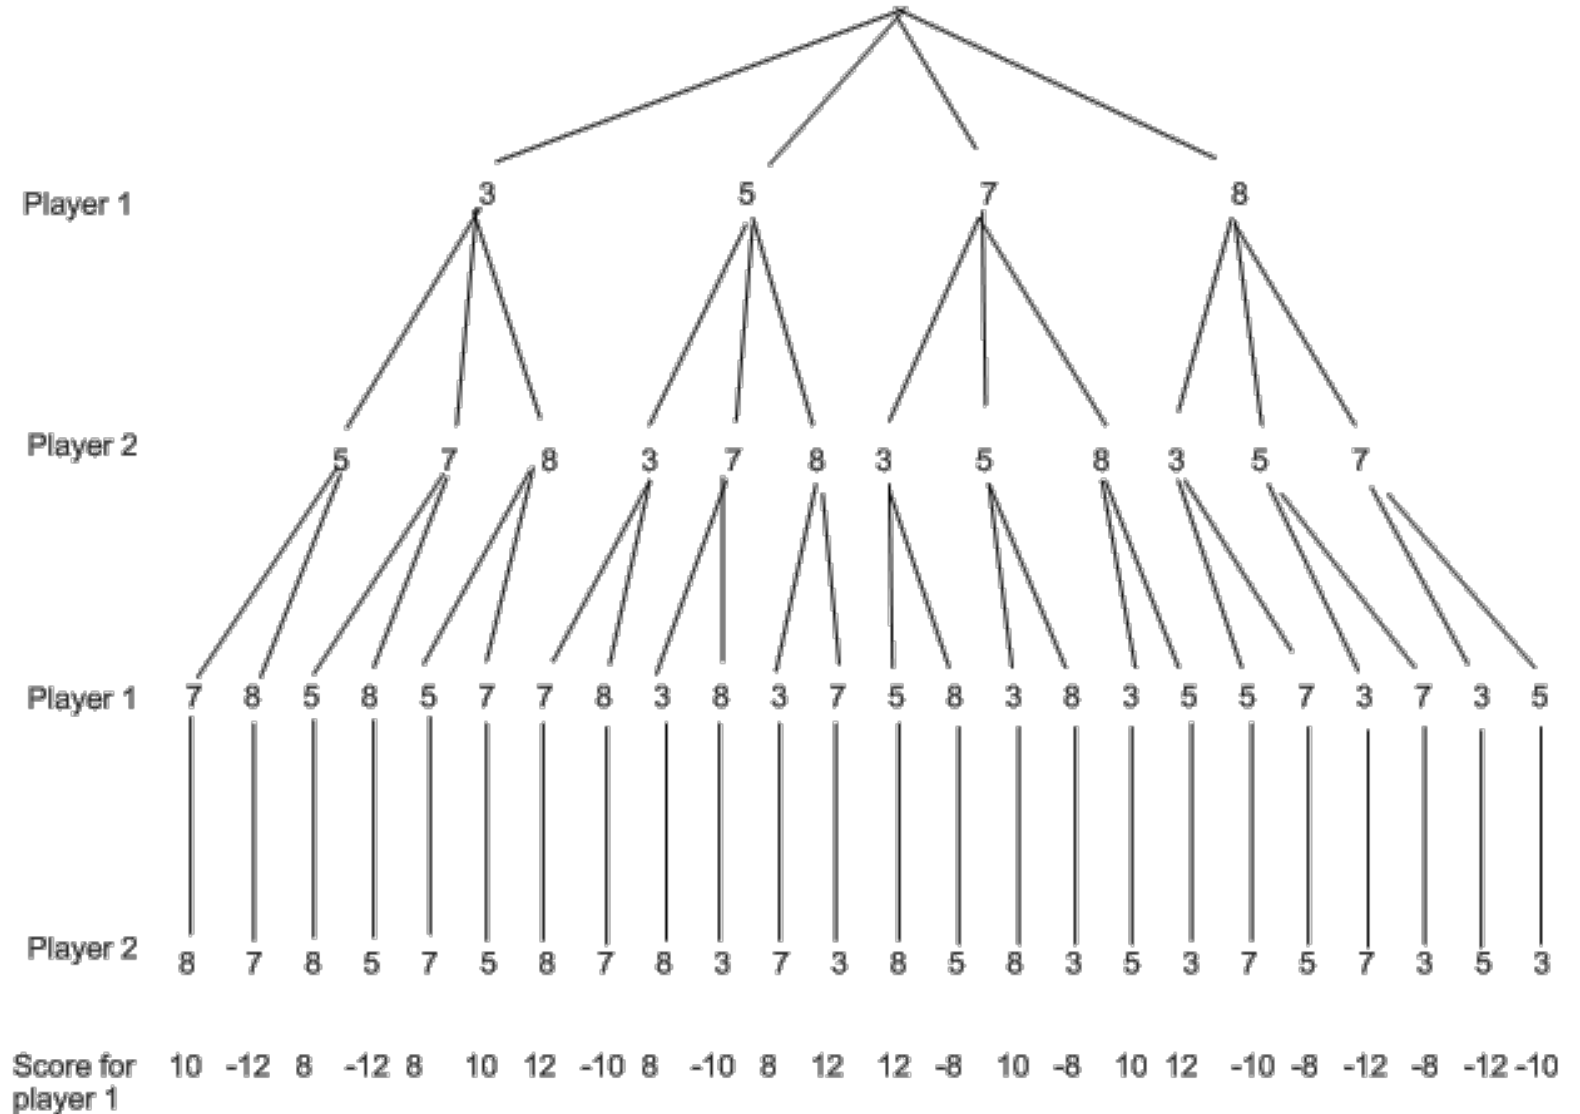 Player 1 3 5 7 8
Player 2 5 7 8 3 7 8 3 5 8 3 5 7
Player 1 7 8 5 8 5 7 7 8 3 8 3 7 5 8 3 8 3 5 5 7 3 7 3 5
Player 2 8 7 8 5 7 5 8 7 8 3 7 3 8 5 8 3 5 3 7 5 7 3 5 3
Score for 10 -12 8 -12 8 10 12 -10 8 -10 8 12 12 -8 10 -8 10 12 -10 -8 -12 -8 -12 -10
player 1